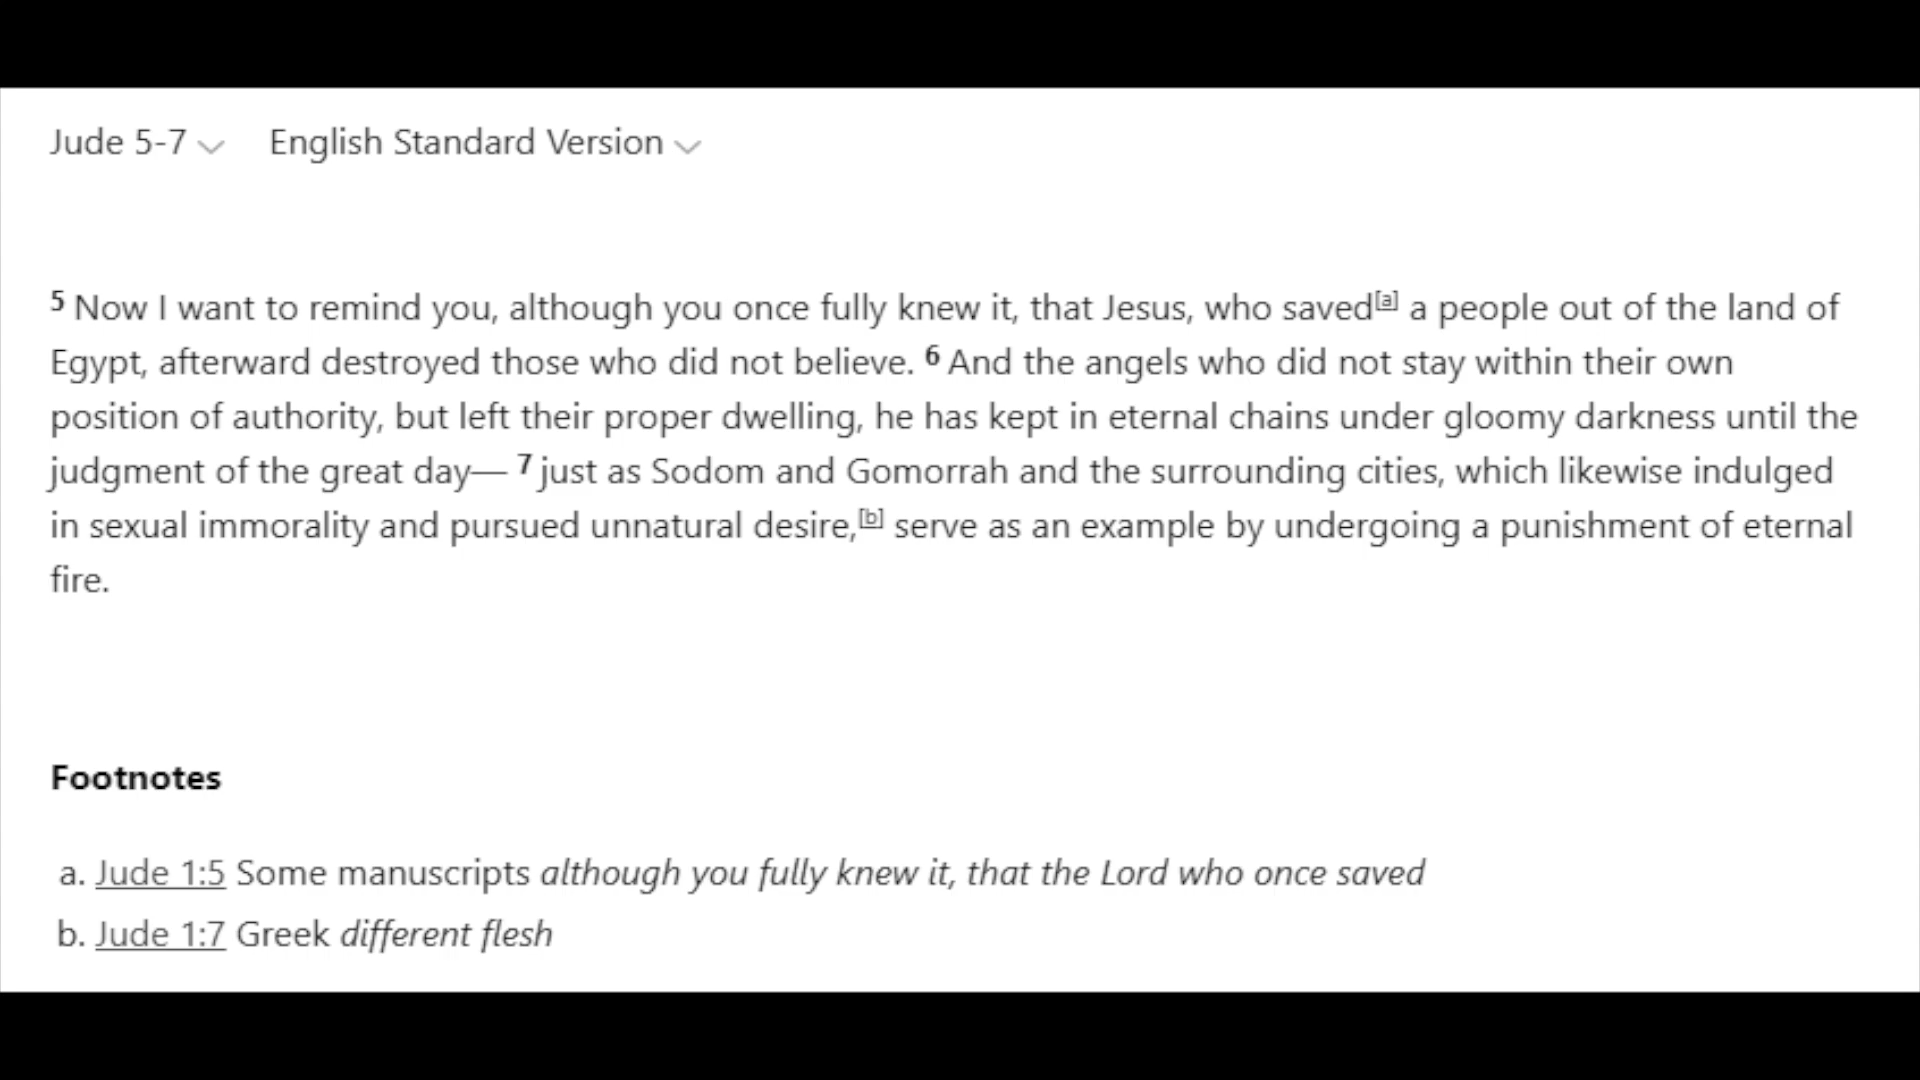 Jude 5-7 English Standard Version
5 Now I want to remind you, although you once fully knew it, that Jesus, who saved[a] a people out of the land of
Egypt, afterward destroyed those who did not believe. 6 And the angels who did not stay within their own
position of authority, but left their proper dwelling, he has kept in eternal chains under gloomy darkness until the
judgment of the great day— 7 just as Sodom and Gomorrah and the surrounding cities, which likewise indulged
in sexual immorality and pursued unnatural desire,[b] serve as an example by undergoing a punishment of eternal
fire.
Footnotes
a. Jude 1:5 Some manuscripts although you fully knew it, that the Lord who once saved
b. Jude 1:7 Greek different flesh